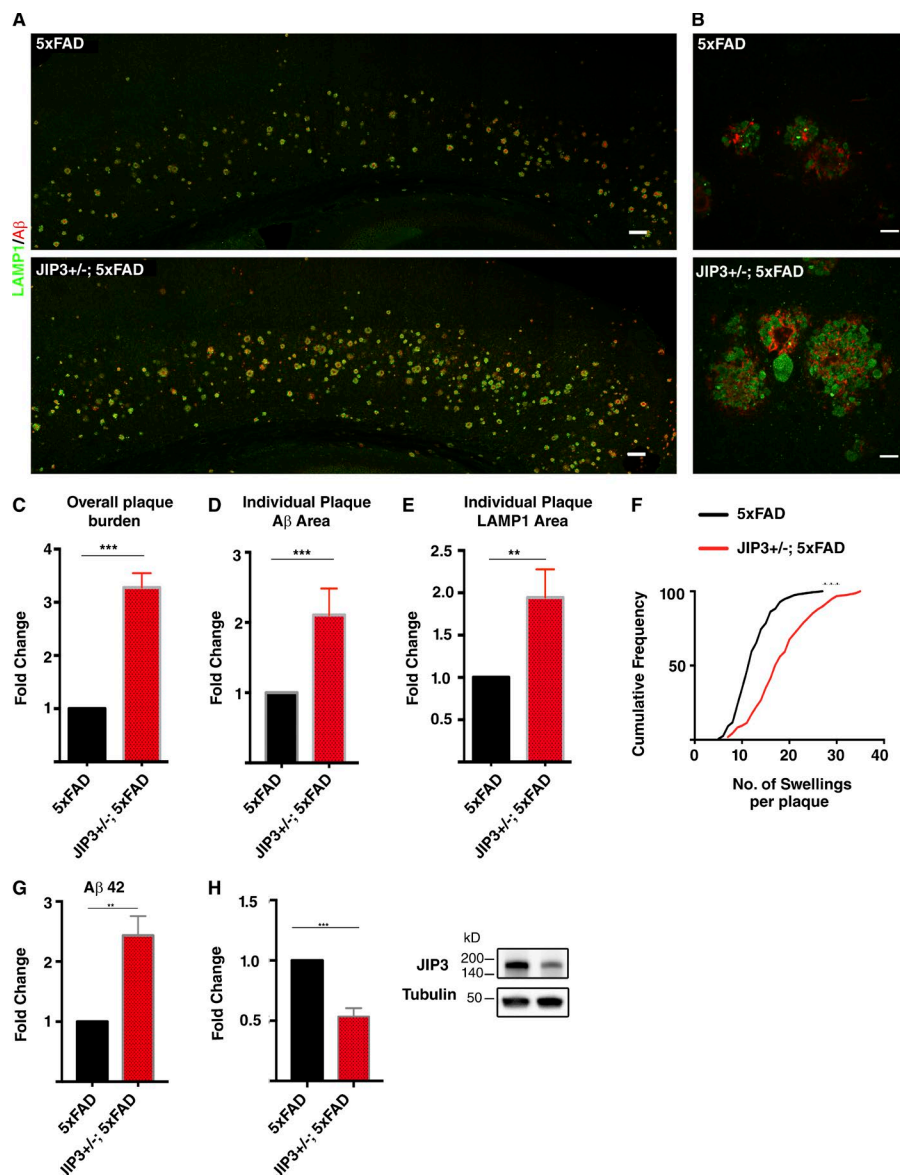 A
B
5xFAD
5xFAD
LAMP1/Aβ
JIP3+/-; 5xFAD
JIP3+/-; 5xFAD
C
Overall plaque
burden
D
Individual Plaque
Aβ Area
E
Individual Plaque
LAMP1 Area
F
5xFAD
JIP3+/-; 5xFAD
Fold Change
4
3
2
1
0
***
5xFAD
JIP3+/-; 5xFAD
Fold Change
3
2
1
0
***
5xFAD
JIP3+/-; 5xFAD
Fold Change
2.5
2.0
1.5
1.0
0.5
**
5xFAD
JIP3+/-; 5xFAD
Cumulative Frequency
100
50
***
0
10
20
30
40
No. of Swellings
per plaque
G
Aβ 42
Fold Change
3
2
1
**
5xFAD
JIP3+/-; 5xFAD
H
Fold Change
1.5
1.0
0.5
***
5xFAD
IIP3+/-; 5xFAD
kD
JIP3
200
140
Tubulin
50